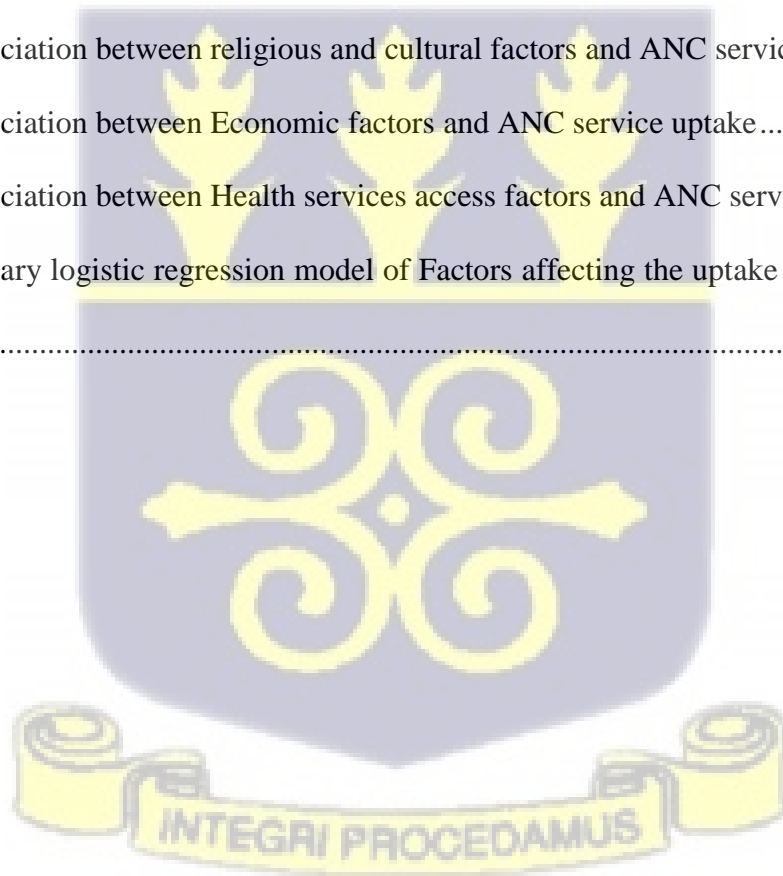 ciation between religious and cultural factors and ANC servic
ciation between Economic factors and ANC service uptake....
ciation between Health services access factors and ANC serv
ary logistic regression model of Factors affecting the uptake
................................................................................................
INTEGRI PROCEDAMUS